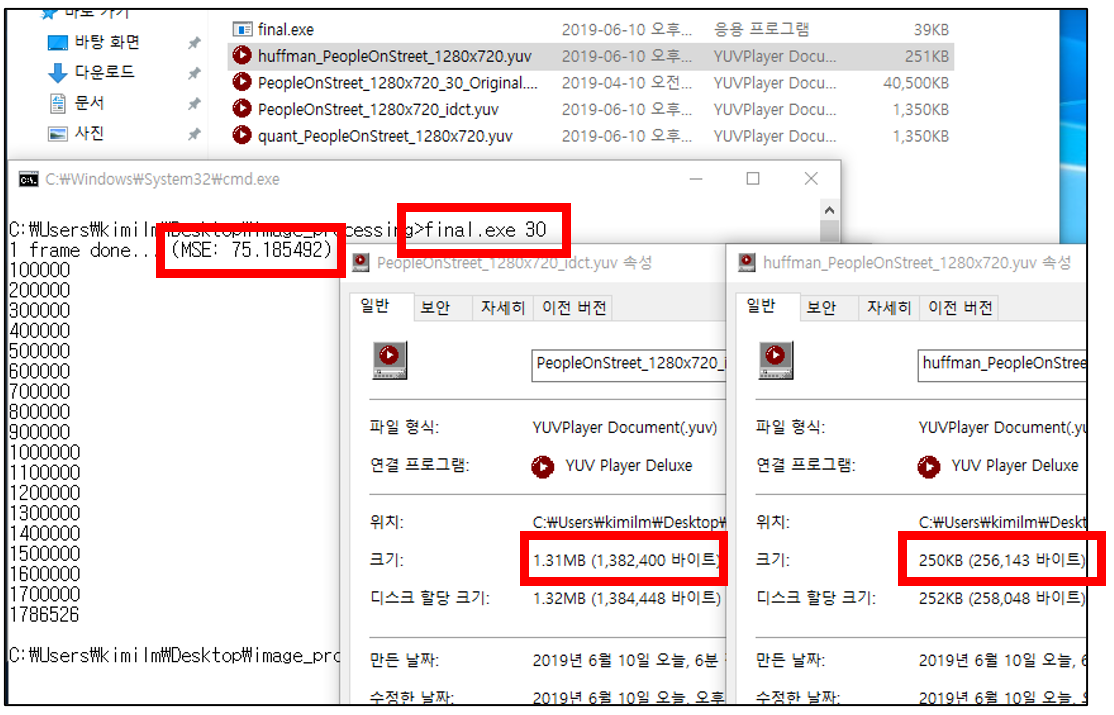 바로 가기
바탕 화면
다운로드
문서
사진
final.exe 2019-06-10 오후... 응용 프로그램 39KB
huffman_PeopleOnStreet_1280x720.yuv 2019-06-10 오후... YUVPlayer Docu... 251KB
PeopleOnStreet_1280x720_30_Original.... 2019-04-10 오전... YUVPlayer Docu... 40,500KB
PeopleOnStreet_1280x720_idct.yuv 2019-06-10 오후... YUVPlayer Docu... 1,350KB
quant_PeopleOnStreet_1280x720.yuv 2019-06-10 오후... YUVPlayer Docu... 1,350KB
C:\Windows\System32\cmd.exe
C:₩Users₩kimilm₩Desktop₩image_processing>final.exe 30
1 frame done... (MSE: 75.185492)
100000
200000
300000
400000
500000
600000
700000
800000
900000
1000000
1100000
1200000
1300000
1400000
1500000
1600000
1700000
1786526
C:₩Users₩kimilm₩Desktop₩image_pro
PeopleOnStreet_1280x720_idct.yuv 속성
일반 보안 자세히 이전 버전
PeopleOnStreet_1280x720_i
파일 형식: YUVPlayer Document(.yuv)
연결 프로그램: YUV Player Deluxe
위치: C:₩Users₩kimilm₩Desktop₩
크기: 1.31MB (1,382,400 바이트)
디스크 할당 크기: 1.32MB (1,384,448 바이트)
만든 날짜: 2019년 6월 10일 오늘, 6분
수정한 날짜: 2019년 6월 10일 오늘, 오후
huffman_PeopleOnStreet_1280x720.yuv 속성
일반 보안 자세히 이전 버전
huffman_PeopleOnStree
파일 형식: YUVPlayer Document(.yu
연결 프로그램: YUV Player Deluxe
위치: C:₩Users₩kimilm₩Deskt
크기: 250KB (256,143 바이트)
디스크 할당 크기: 252KB (258,048 바이트)
만든 날짜: 2019년 6월 10일 오늘, 6
수정한 날짜: 2019년 6월 10일 오늘,